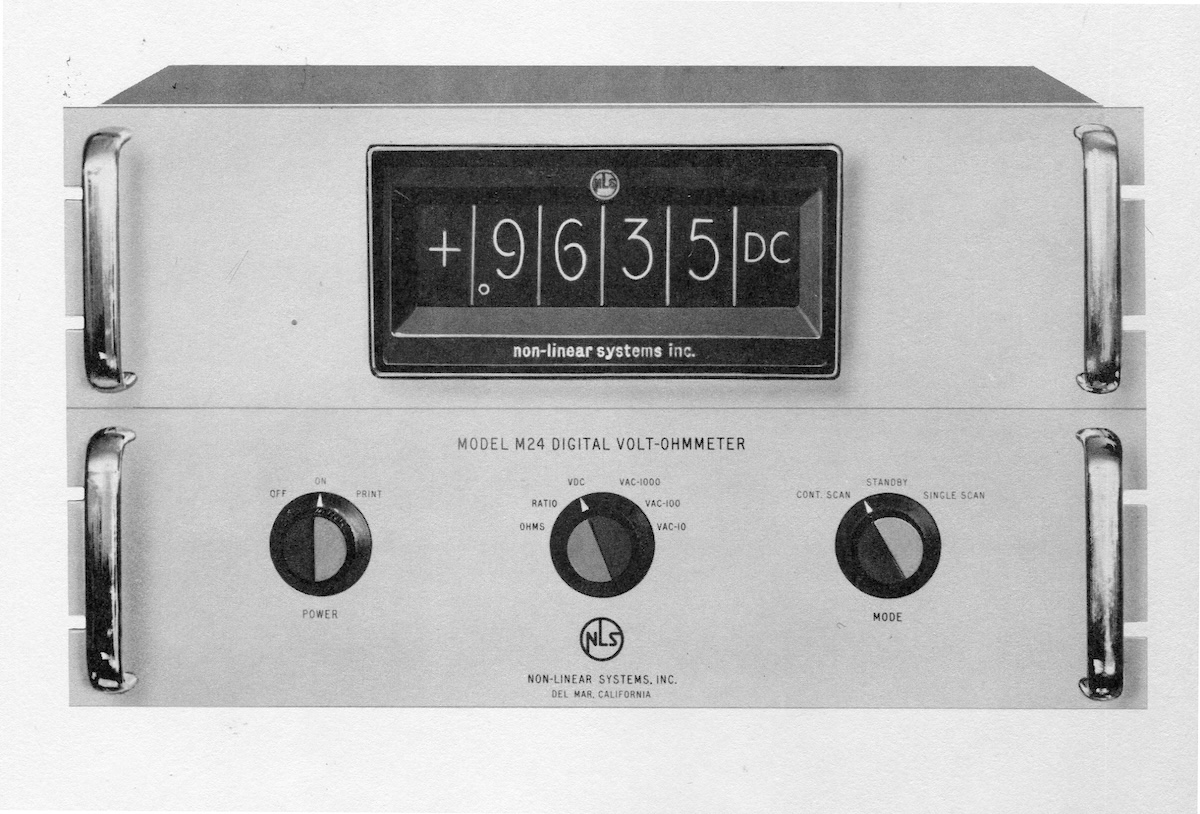 NLS
+ .9635 DC
non-linear systems inc.
MODEL M24 DIGITAL VOLT-OHMMETER
OFF ON PRINT
POWER
VDC VAC-1000
RATIO VAC-100
OHMS VAC-10
STANDBY
CONT. SCAN SINGLE SCAN
MODE
NLS
NON-LINEAR SYSTEMS, INC.
DEL MAR, CALIFORNIA